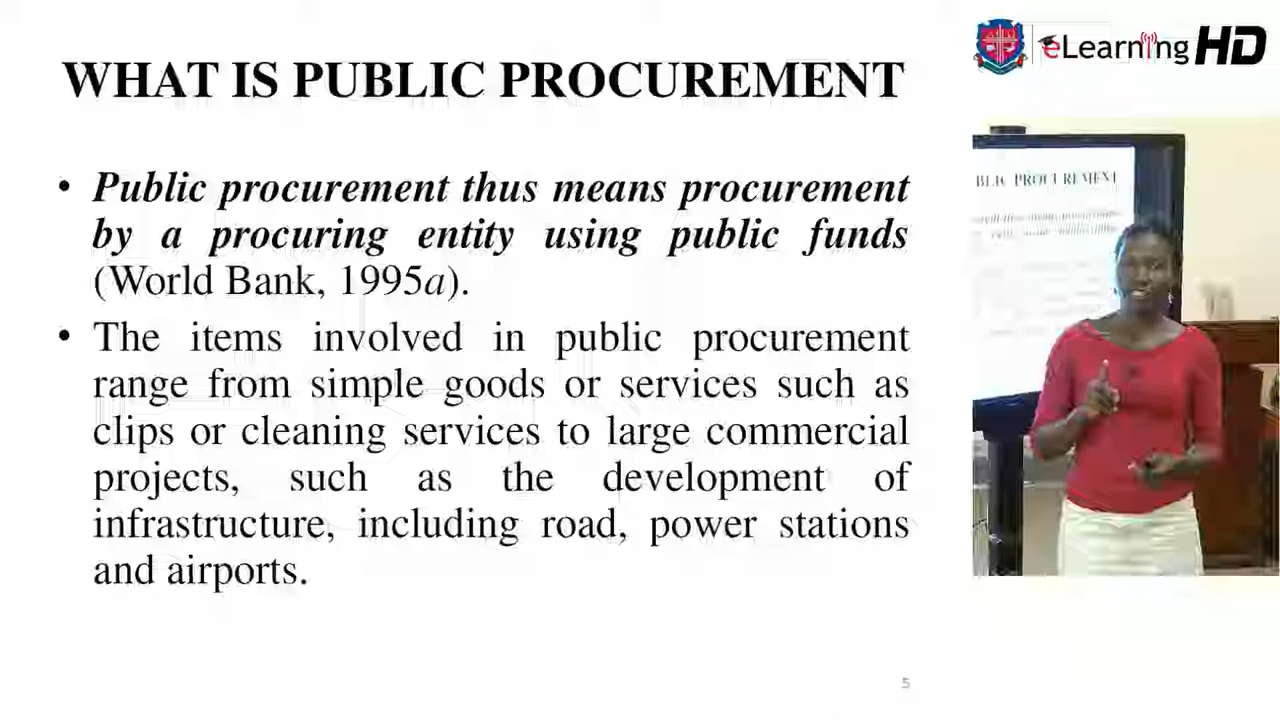 WHAT IS PUBLIC PROCUREMENT
eLearning HD
• Public procurement thus means procurement
by a procuring entity using public funds
(World Bank, 1995a).
• The items involved in public procurement
range from simple goods or services such as
clips or cleaning services to large commercial
projects, such as the development of
infrastructure, including road, power stations
and airports.
BLIC PROCUREMENT
5